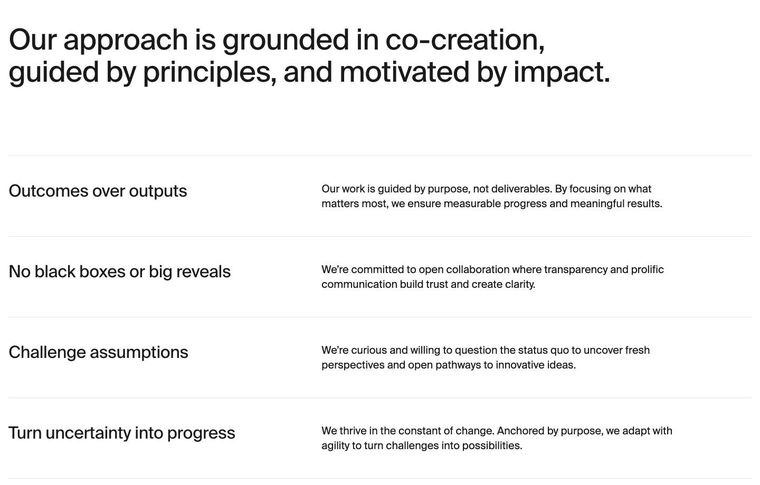 Our approach is grounded in co-creation,
guided by principles, and motivated by impact.
Outcomes over outputs
Our work is guided by purpose, not deliverables. By focusing on what
matters most, we ensure measurable progress and meaningful results.
No black boxes or big reveals
We're committed to open collaboration where transparency and prolific
communication build trust and create clarity.
Challenge assumptions
We're curious and willing to question the status quo to uncover fresh
perspectives and open pathways to innovative ideas.
Turn uncertainty into progress
We thrive in the constant of change. Anchored by purpose, we adapt with
agility to turn challenges into possibilities.